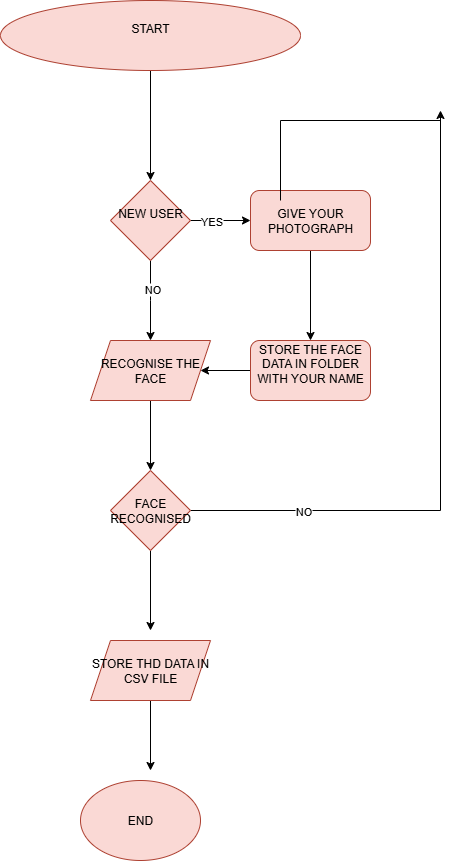 START
NEW USER
YES
GIVE YOUR
PHOTOGRAPH
NO
RECOGNISE THE
FACE
STORE THE FACE
DATA IN FOLDER
WITH YOUR NAME
FACE
RECOGNISED
NO
STORE THD DATA IN
CSV FILE
END